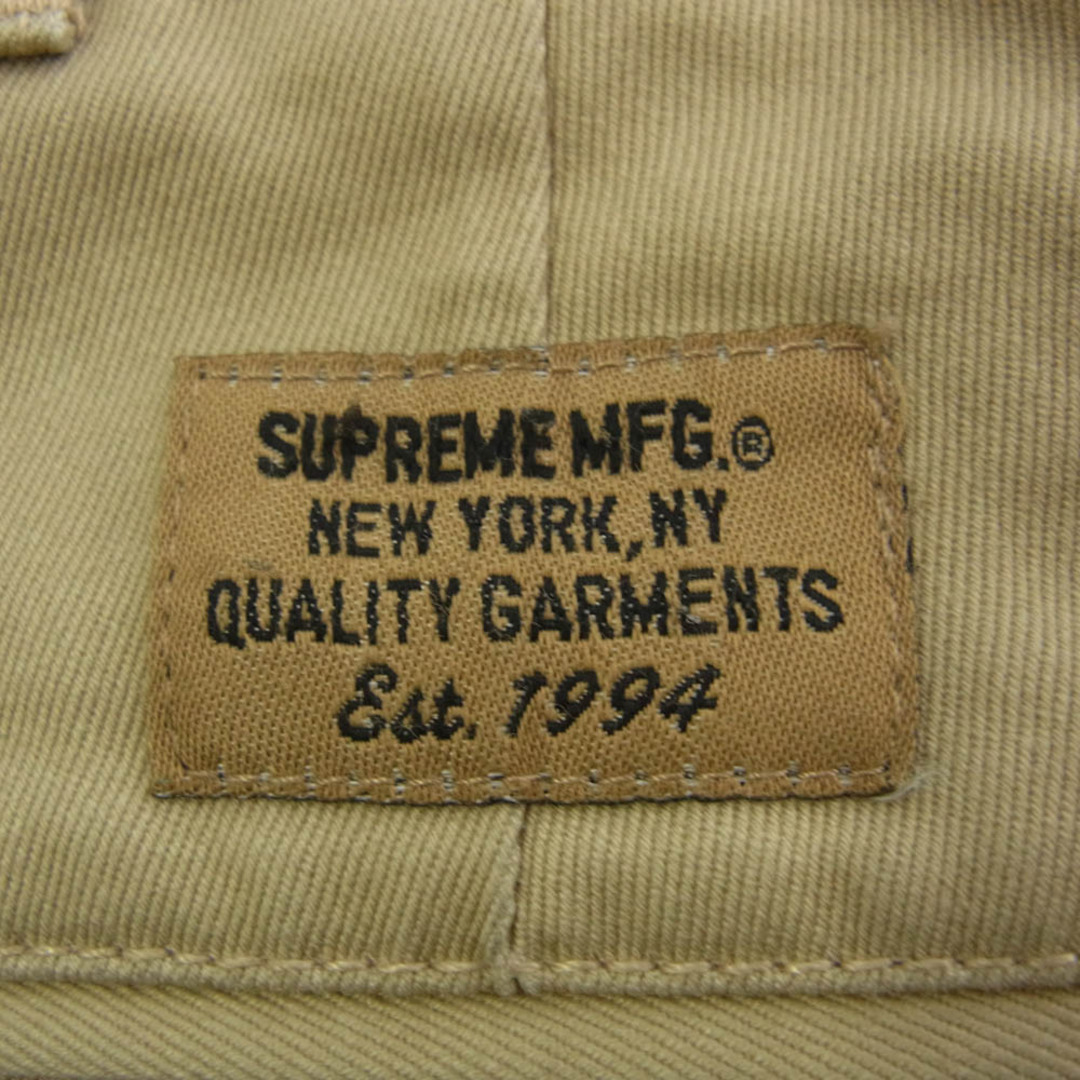 SUPREME MFG.®
NEW YORK, NY
QUALITY GARMENTS
Est. 1994